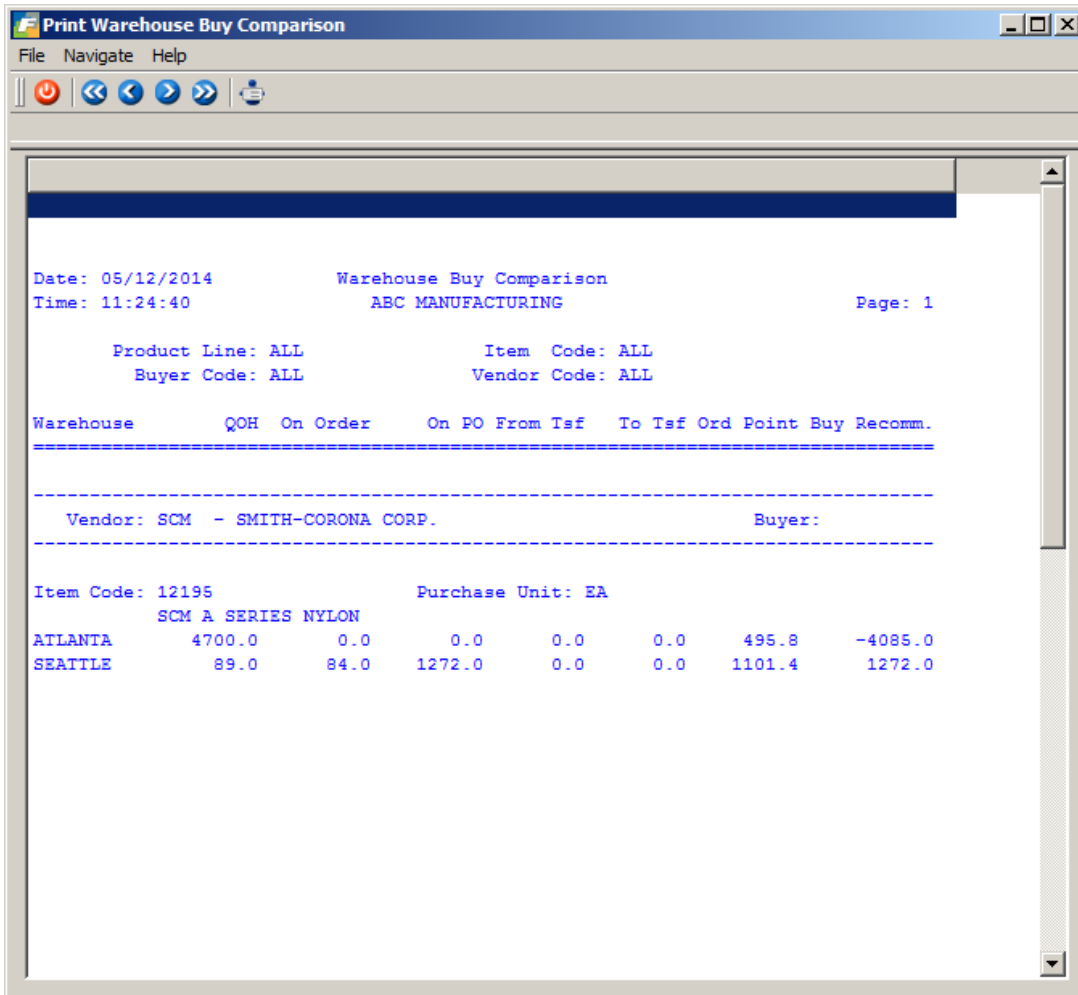 Print Warehouse Buy Comparison
File Navigate Help
Date: 05/12/2014 Warehouse Buy Comparison
Time: 11:24:40 ABC MANUFACTURING Page: 1
Product Line: ALL Item Code: ALL
Buyer Code: ALL Vendor Code: ALL
Warehouse QOH On Order On PO From Tsf To Tsf Ord Point Buy Recomm.
================================================================================
--------------------------------------------------------------------------------
Vendor: SCM - SMITH-CORONA CORP. Buyer:
--------------------------------------------------------------------------------
Item Code: 12195 Purchase Unit: EA
SCM A SERIES NYLON
ATLANTA 4700.0 0.0 0.0 0.0 0.0 495.8 -4085.0
SEATTLE 89.0 84.0 1272.0 0.0 0.0 1101.4 1272.0